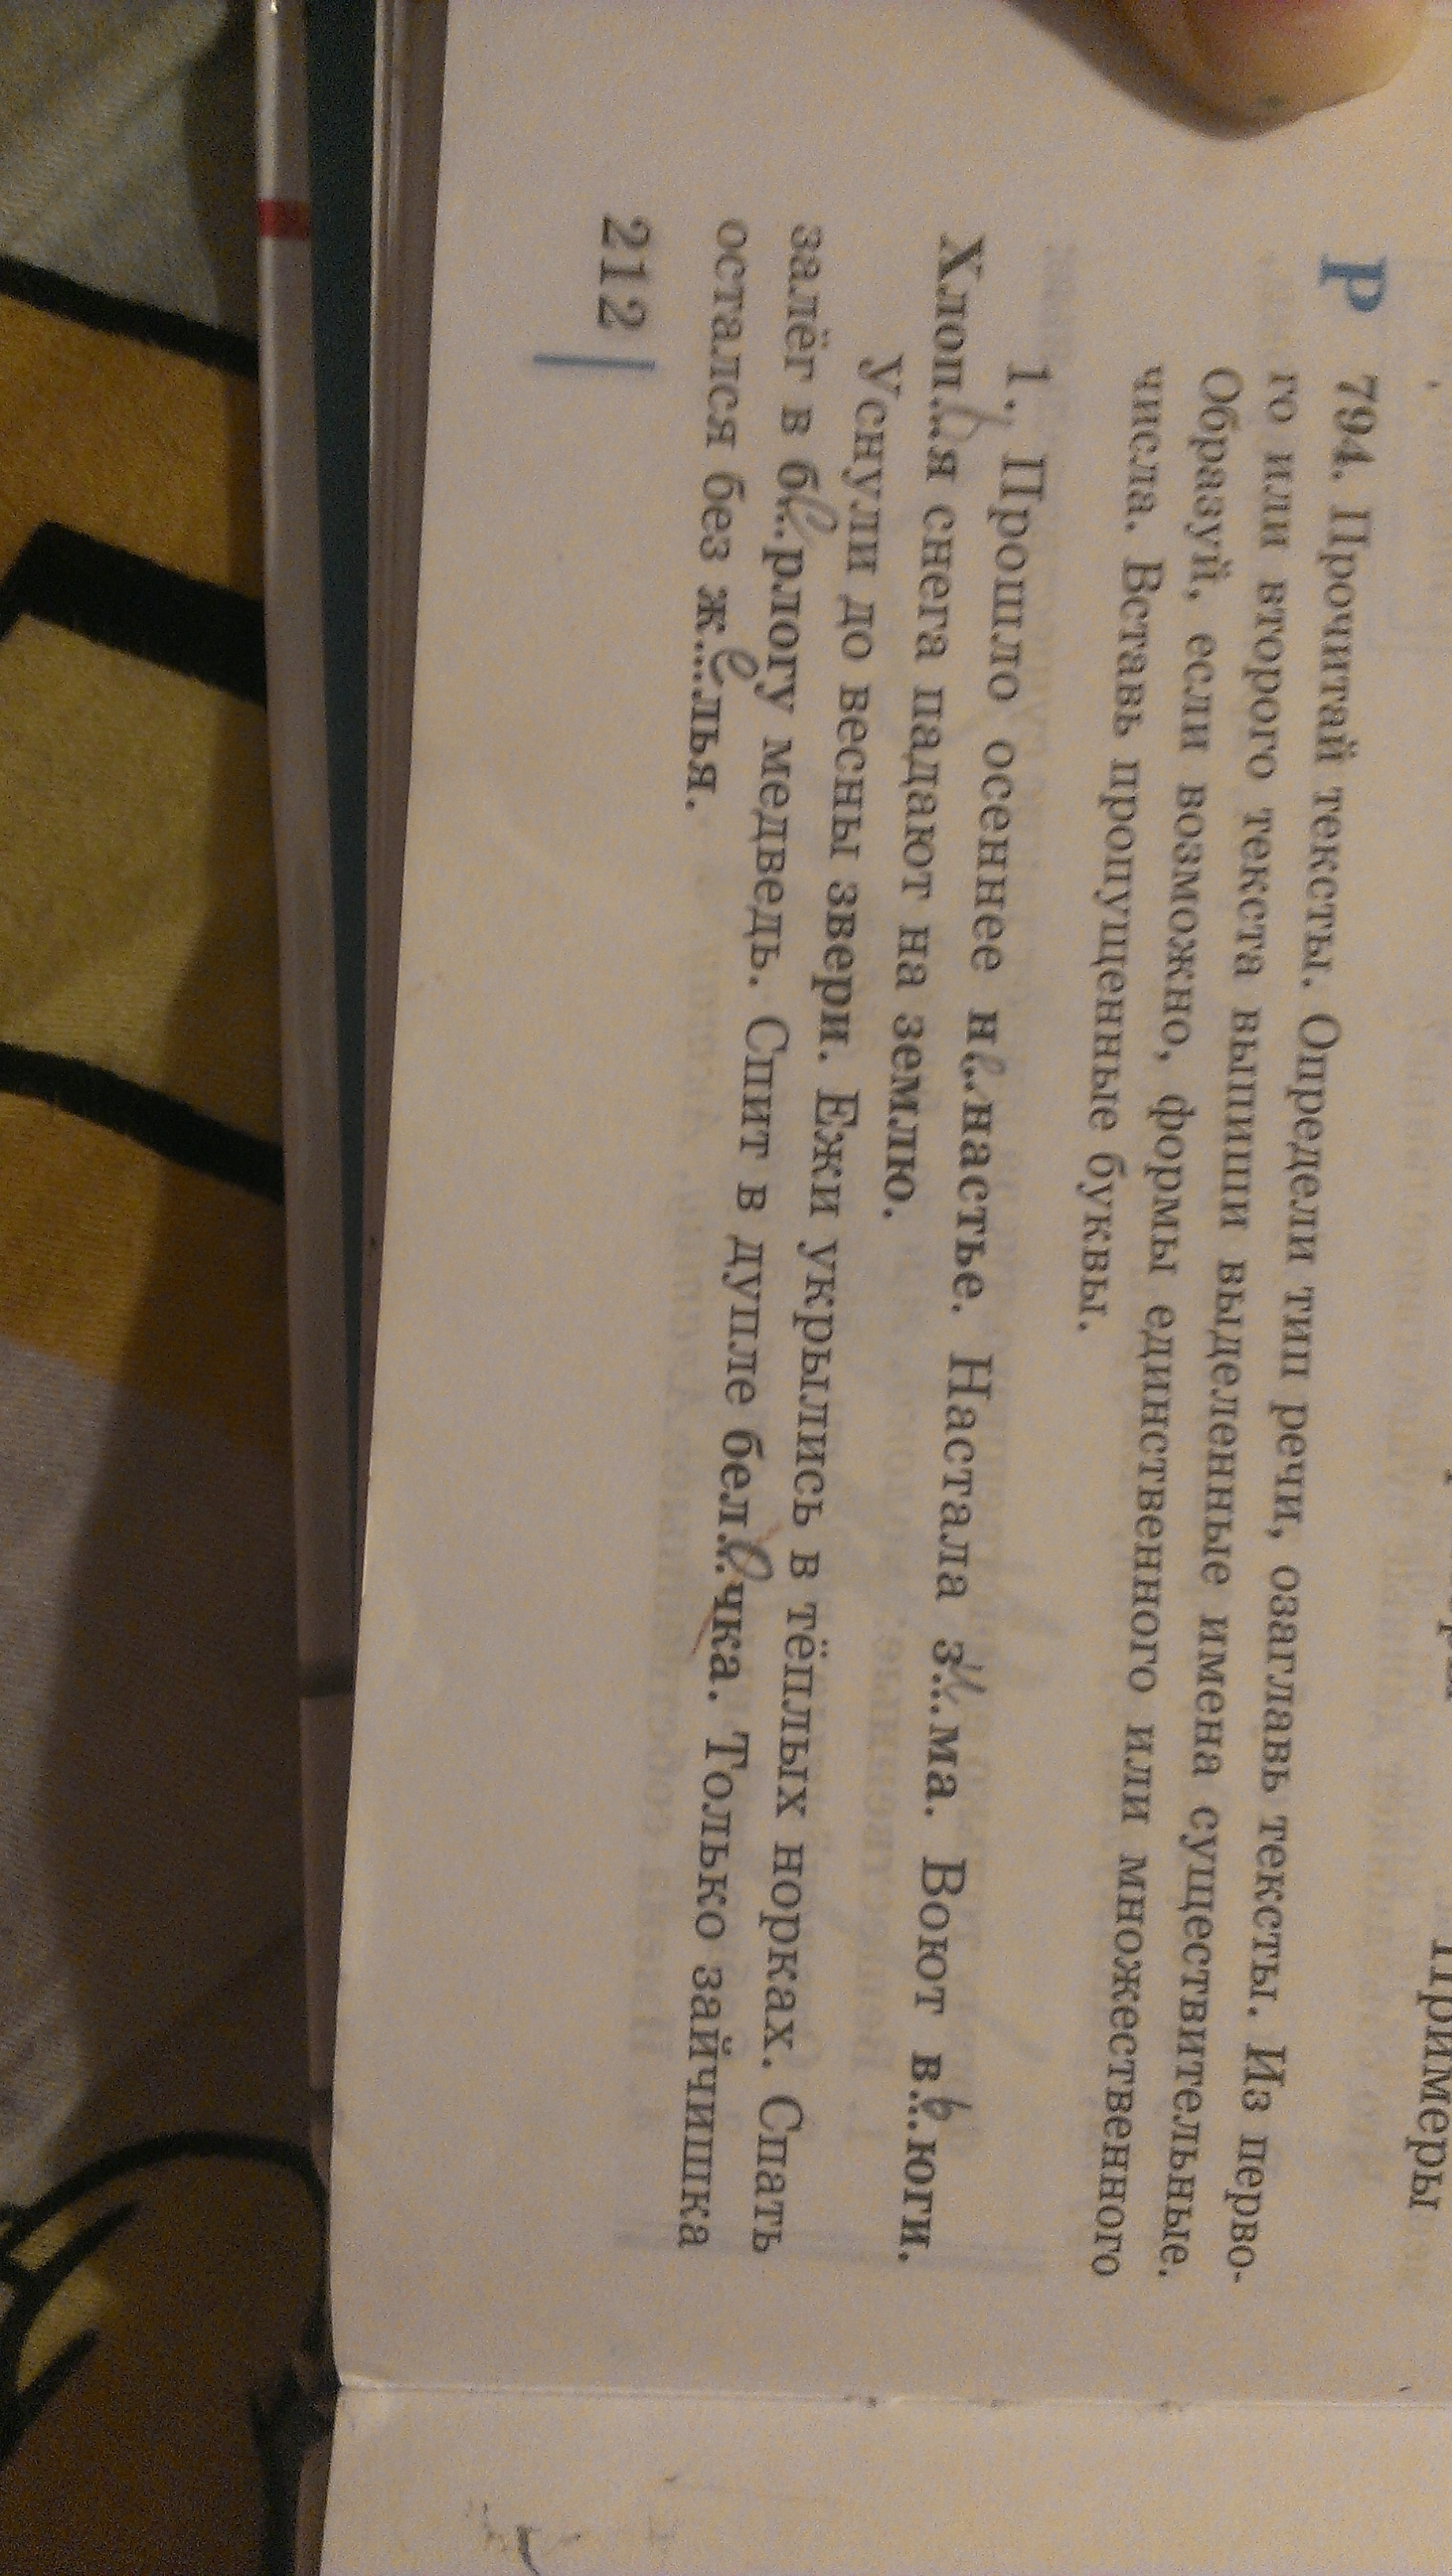 Примеры
Р 794. Прочитай тексты. Определи тип речи, озаглавь тексты. Из перво-
го или второго текста выпиши выделенные имена существительные.
Образуй, если возможно, формы единственного или множественного
числа. Вставь пропущенные буквы.
1. Прошло осеннее н...настье. Настала з...ма. Воют в...юги.
Хлоп...я снега падают на землю.
Уснули до весны звери. Ежи укрылись в тёплых норках. Спать
залёг в б...рлогу медведь. Спит в дупле бел...чка. Только зайчишка
остался без ж...лья.
212